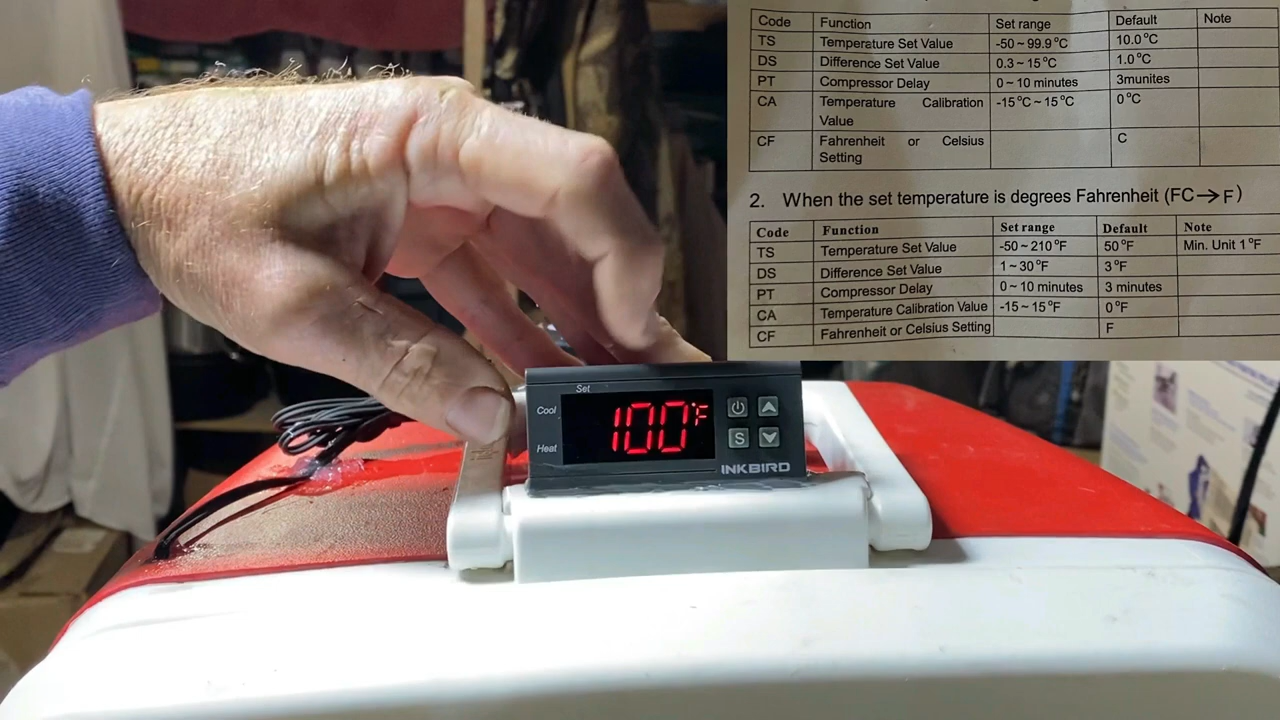 Code Function Set range Default Note
TS Temperature Set Value -50 ~ 99.9°C 10.0°C
DS Difference Set Value 0.3 ~ 15°C 1.0°C
PT Compressor Delay 0 ~ 10 minutes 3munites
CA Temperature Calibration Value -15°C ~ 15°C 0°C
CF Fahrenheit or Celsius Setting C
2. When the set temperature is degrees Fahrenheit (FC→F)
Code Function Set range Default Note
TS Temperature Set Value -50 ~ 210°F 50°F Min. Unit 1°F
DS Difference Set Value 1 ~ 30°F 3°F
PT Compressor Delay 0 ~ 10 minutes 3 minutes
CA Temperature Calibration Value -15 ~ 15°F 0°F
CF Fahrenheit or Celsius Setting F
Set
Cool
100°F
Heat
S
INKBIRD